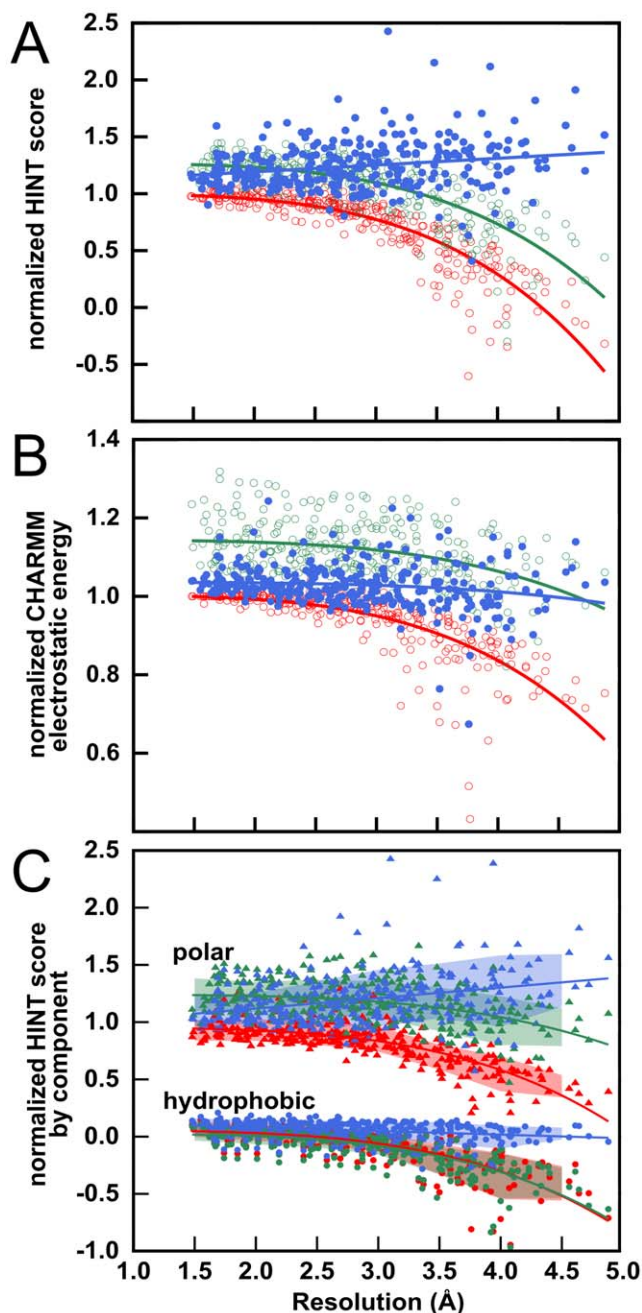 A
normalized HINT score
2.5
2.0
1.5
1.0
0.5
0.0
-0.5
B
normalized CHARMM
electrostatic energy
1.4
1.2
1.0
0.8
0.6
C
normalized HINT score
by component
2.5
2.0
1.5
1.0
0.5
0.0
-0.5
-1.0
polar
hydrophobic
1.0 1.5 2.0 2.5 3.0 3.5 4.0 4.5 5.0
Resolution (Å)